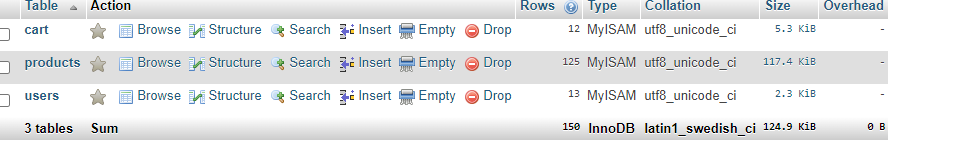 Table Action Rows Type Collation Size Overhead
cart Browse Structure Search Insert Empty Drop 12 MyISAM utf8_unicode_ci 5.3 KiB -
products Browse Structure Search Insert Empty Drop 125 MyISAM utf8_unicode_ci 117.4 KiB -
users Browse Structure Search Insert Empty Drop 13 MyISAM utf8_unicode_ci 2.3 KiB -
3 tables Sum 150 InnoDB latin1_swedish_ci 124.9 KiB 0 B